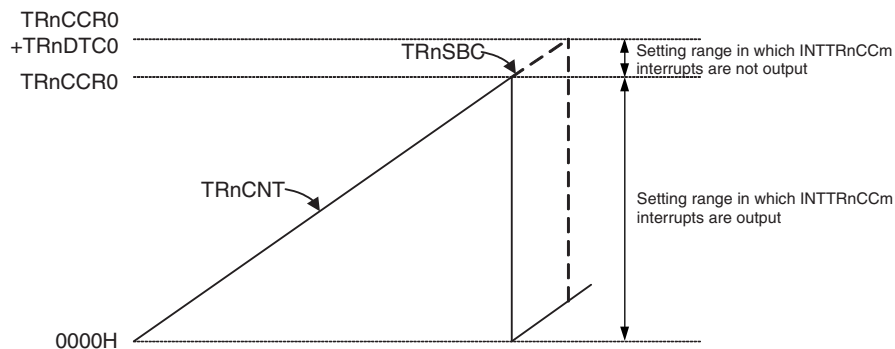 TRnCCR0
+TRnDTC0
TRnSBC
Setting range in which INTTRnCCm
interrupts are not output
TRnCCR0
TRnCNT
Setting range in which INTTRnCCm
interrupts are output
0000H